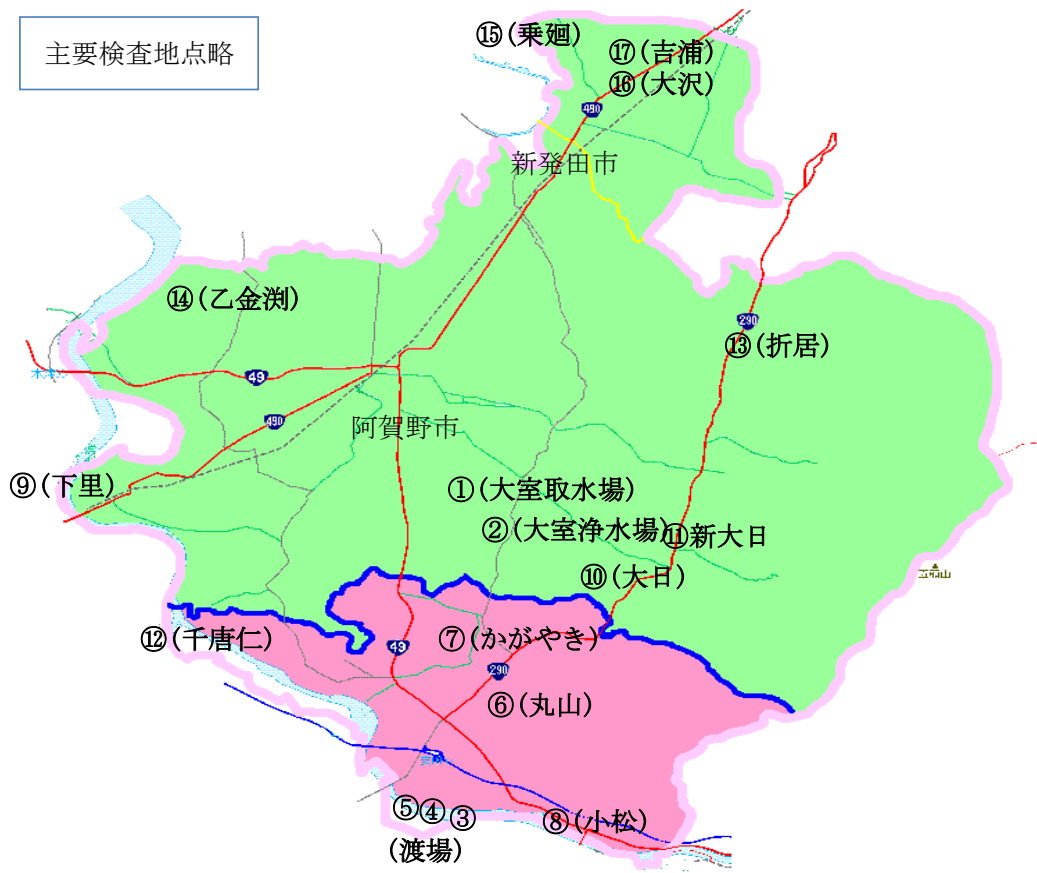 主要検査地点略
⑮(乗廻)
⑰(吉浦)
⑯(大沢)
490
新発田市
⑭(乙金渕)
290
⑬(折居)
49
490
阿賀野市
⑨(下里)
①(大室取水場)
②(大室浄水場)
⑪新大日
⑩(大日)
⑫(千唐仁)
⑦(かがやき)
49
290
⑥(丸山)
⑤④③
(渡場)
⑧(小松)